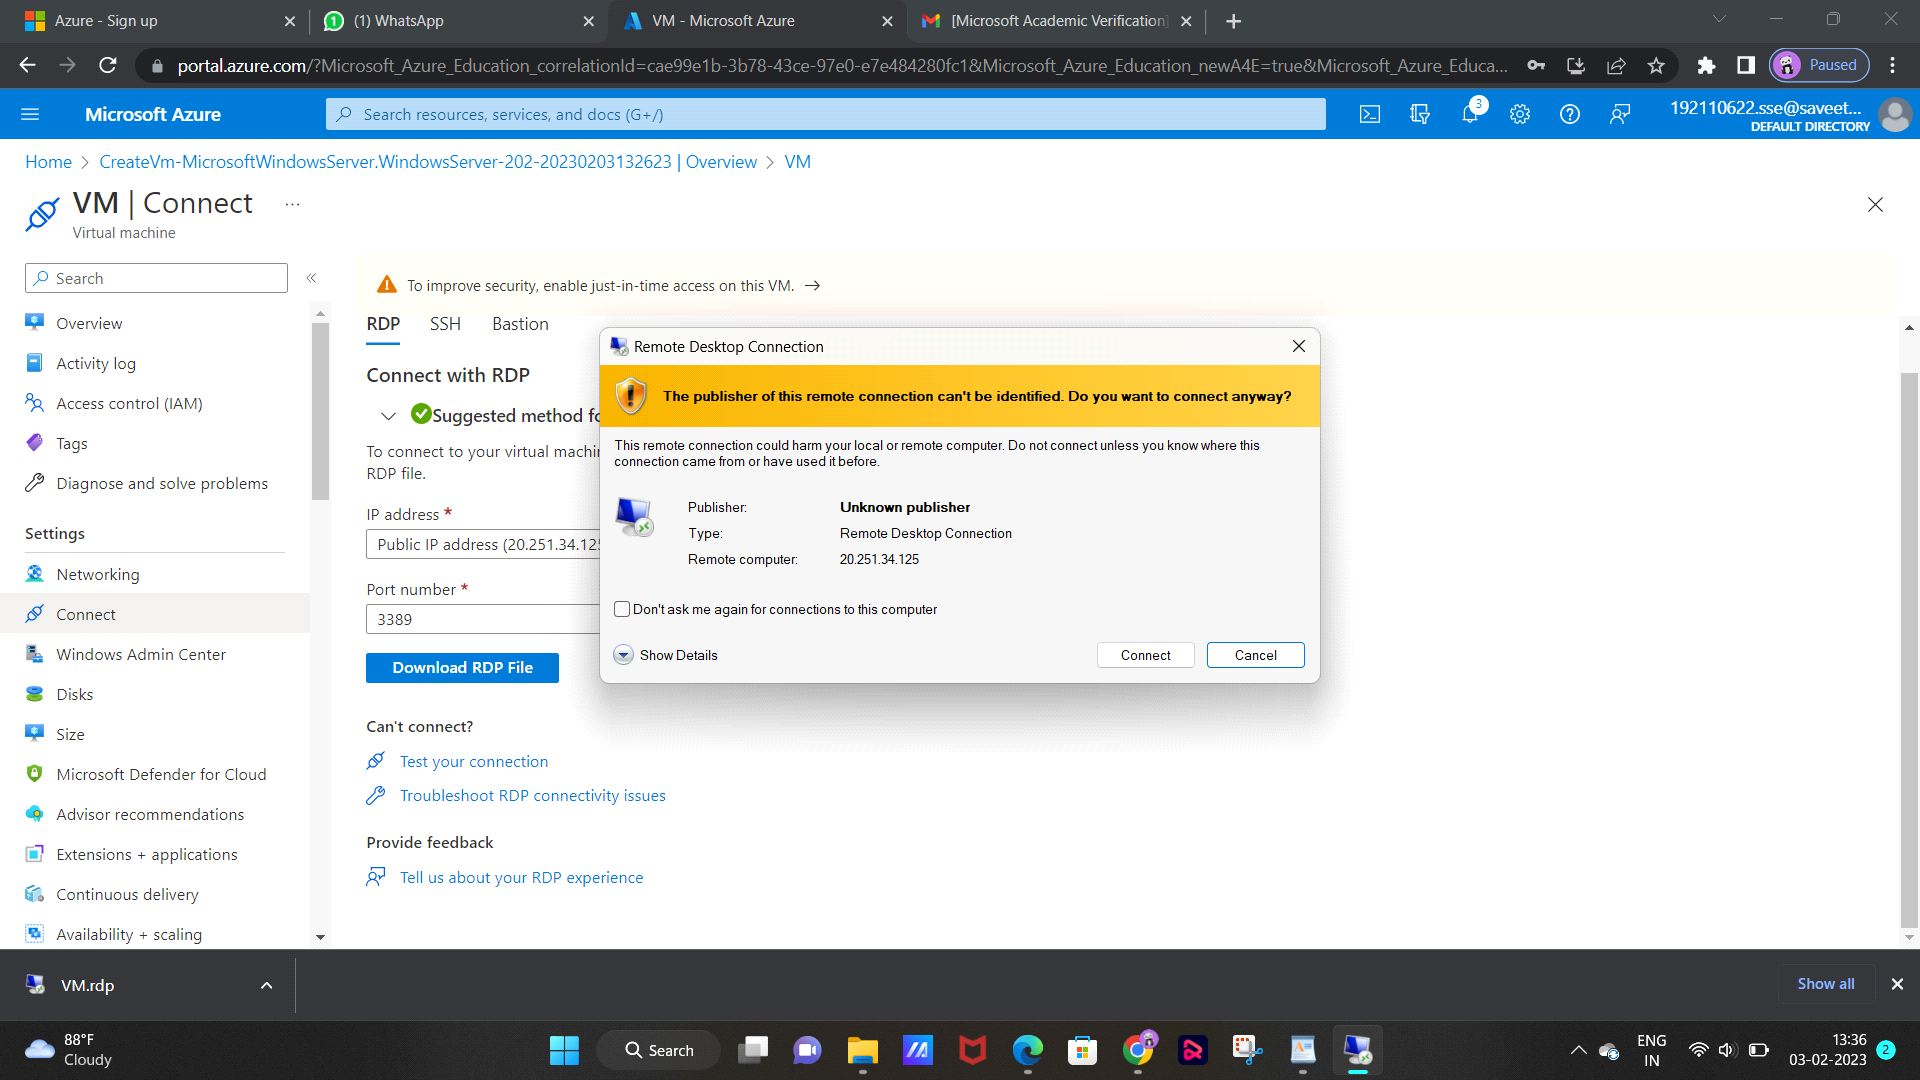 Azure - Sign up
(1) WhatsApp
VM - Microsoft Azure
[Microsoft Academic Verification]
portal.azure.com/?Microsoft_Azure_Education_correlationId=cae99e1b-3b78-43ce-97e0-e7e484280fc1&Microsoft_Azure_Education_newA4E=true&Microsoft_Azure_Educa...
Paused
Microsoft Azure
Search resources, services, and docs (G+/)
3
192110622.sse@saveet...
DEFAULT DIRECTORY
Home > CreateVm-MicrosoftWindowsServer.WindowsServer-202-20230203132623 | Overview > VM
VM | Connect ...
Virtual machine
Search
«
To improve security, enable just-in-time access on this VM. →
Overview
Activity log
Access control (IAM)
Tags
Diagnose and solve problems
Settings
Networking
Connect
Windows Admin Center
Disks
Size
Microsoft Defender for Cloud
Advisor recommendations
Extensions + applications
Continuous delivery
Availability + scaling
RDP
SSH
Bastion
Connect with RDP
Suggested method fo
To connect to your virtual machin
RDP file.
IP address *
Public IP address (20.251.34.125
Port number *
3389
Download RDP File
Can't connect?
Test your connection
Troubleshoot RDP connectivity issues
Provide feedback
Tell us about your RDP experience
Remote Desktop Connection
The publisher of this remote connection can't be identified. Do you want to connect anyway?
This remote connection could harm your local or remote computer. Do not connect unless you know where this
connection came from or have used it before.
Publisher: Unknown publisher
Type: Remote Desktop Connection
Remote computer: 20.251.34.125
Don't ask me again for connections to this computer
Show Details
Connect
Cancel
VM.rdp
Show all
88°F
Cloudy
Search
ENG
IN
13:36
03-02-2023
2